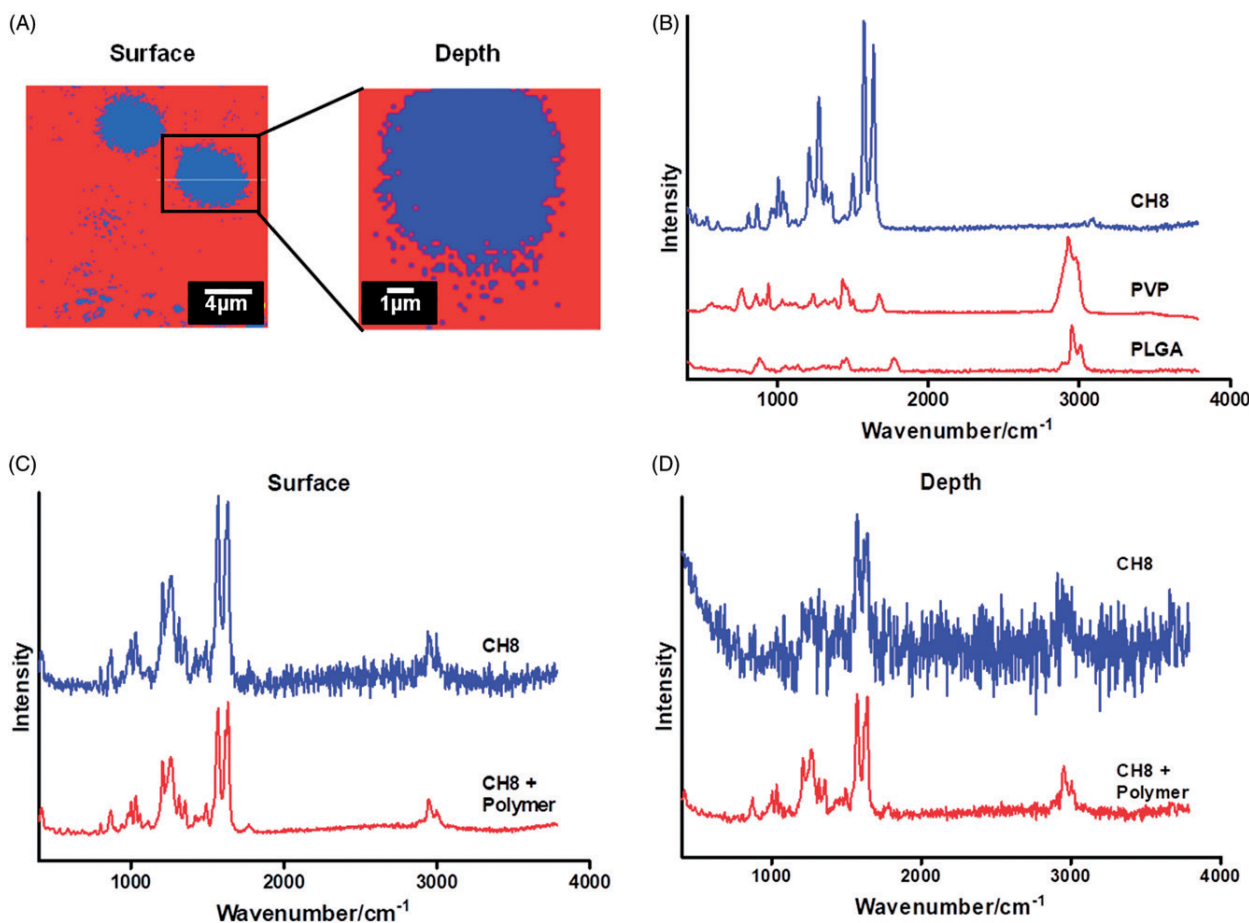 (A)
Surface
Depth
4µm
1µm
(B)
Intensity
CH8
PVP
PLGA
1000 2000 3000 4000
Wavenumber/cm⁻¹
(C)
Surface
Intensity
CH8
CH8 +
Polymer
1000 2000 3000 4000
Wavenumber/cm⁻¹
(D)
Depth
Intensity
CH8
CH8 +
Polymer
1000 2000 3000 4000
Wavenumber/cm⁻¹